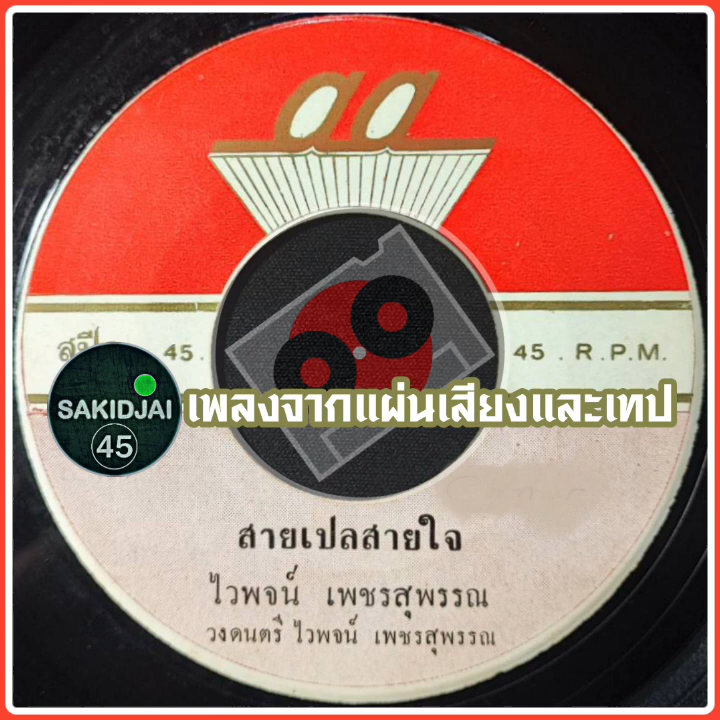 45 .
45 . R.P.M.
SAKIDJAI
45
เพลงจากแผ่นเสียงและเทป
สายเปลสายใจ
ไวพจน์ เพชรสุพรรณ
วงดนตรี ไวพจน์ เพชรสุพรรณ